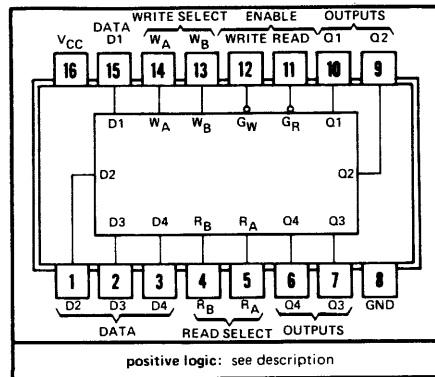 WRITE SELECT ENABLE OUTPUTS
DATA
VCC D1 WA WB WRITE READ Q1 Q2
16 15 14 13 12 11 10 9
D1 WA WB GW GR Q1
D2 Q2
D3 D4 RB RA Q4 Q3
1 2 3 4 5 6 7 8
D2 D3 D4 RB RA Q4 Q3 GND
DATA READ SELECT OUTPUTS
positive logic: see description